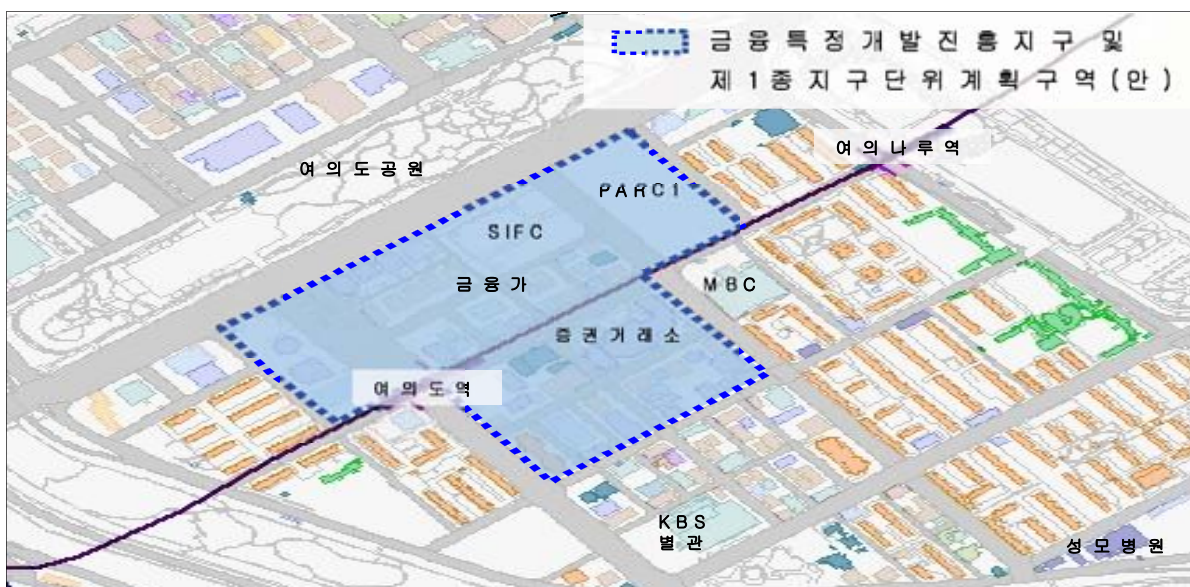 금융특정개발진흥지구 및
제1종지구단위계획구역(안)
여의나루역
여의도공원
PARC1
SIFC
금융가
MBC
증권거래소
여의도역
KBS
별관
성모병원